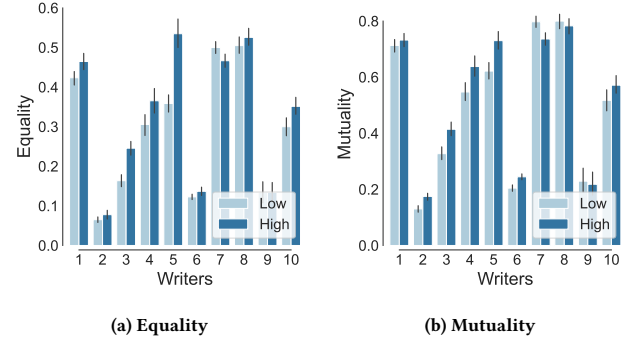 0.6
0.5
0.4
0.3
0.2
0.1
0.0
Equality
Low
High
1 2 3 4 5 6 7 8 9 10
Writers
(a) Equality
0.8
0.6
0.4
0.2
0.0
Mutuality
Low
High
1 2 3 4 5 6 7 8 9 10
Writers
(b) Mutuality